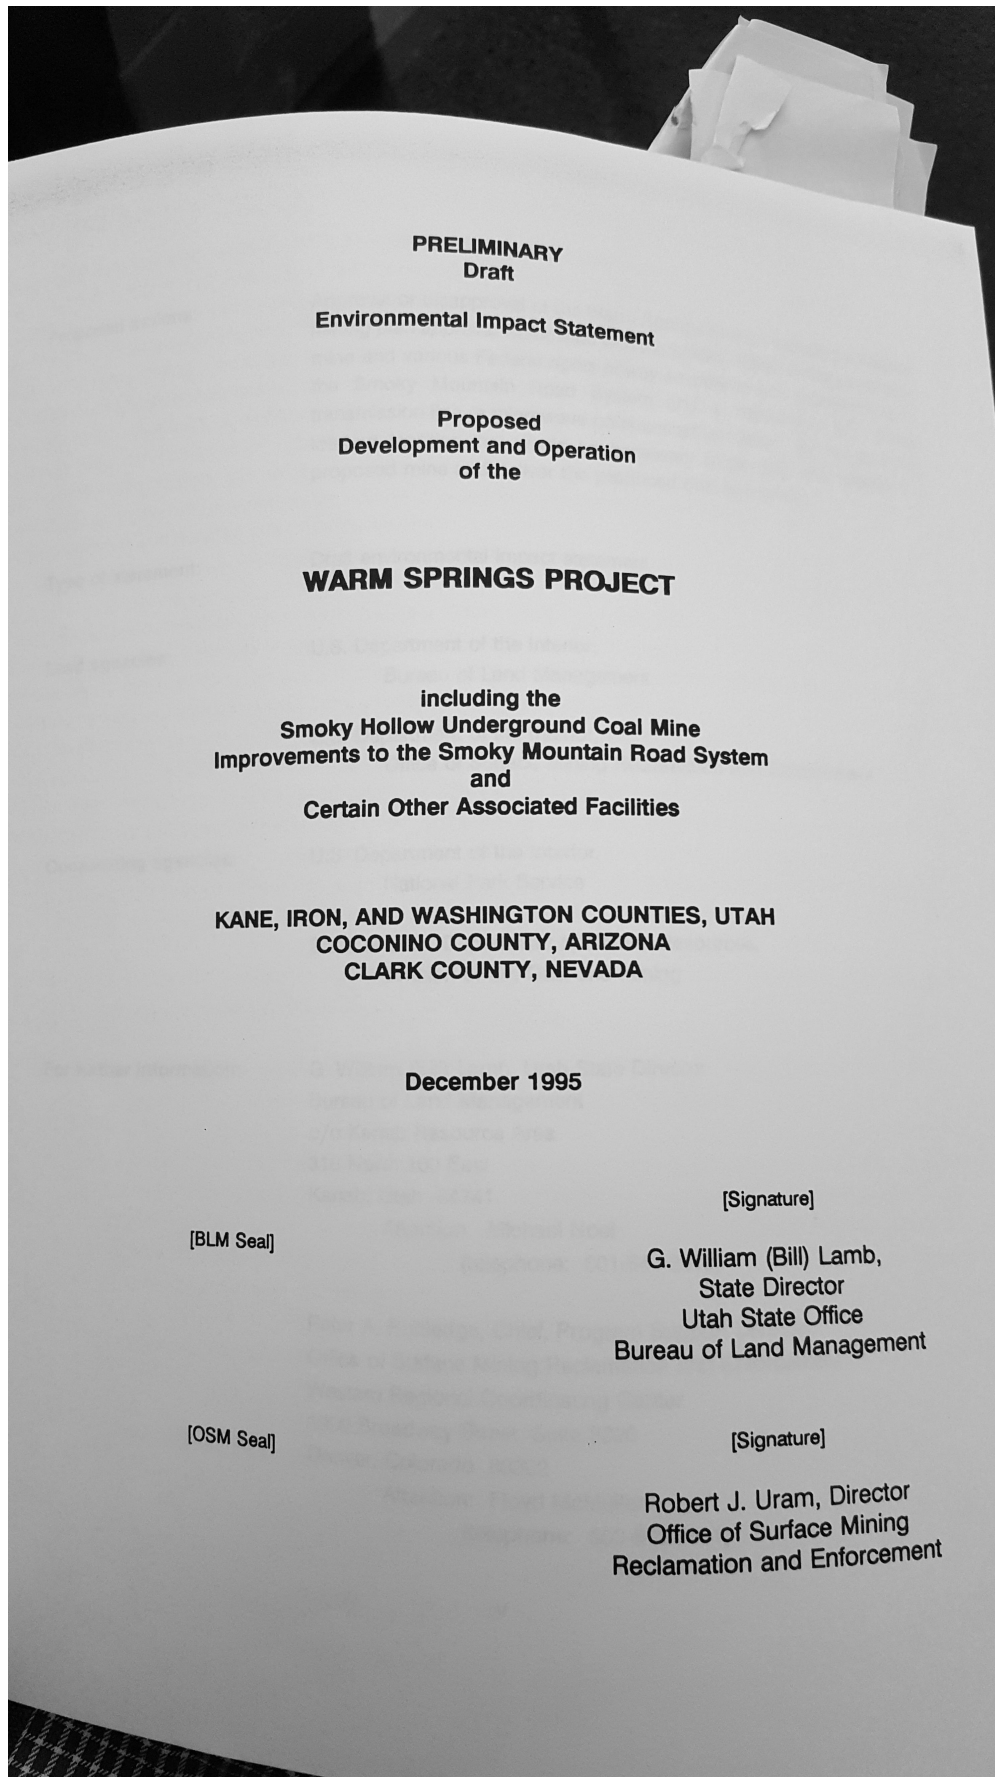 PRELIMINARY
Draft
Environmental Impact Statement
Proposed
Development and Operation
of the
WARM SPRINGS PROJECT
including the
Smoky Hollow Underground Coal Mine
Improvements to the Smoky Mountain Road System
and
Certain Other Associated Facilities
KANE, IRON, AND WASHINGTON COUNTIES, UTAH
COCONINO COUNTY, ARIZONA
CLARK COUNTY, NEVADA
December 1995
[Signature]
[BLM Seal]
G. William (Bill) Lamb,
State Director
Utah State Office
Bureau of Land Management
[OSM Seal]
[Signature]
Robert J. Uram, Director
Office of Surface Mining
Reclamation and Enforcement